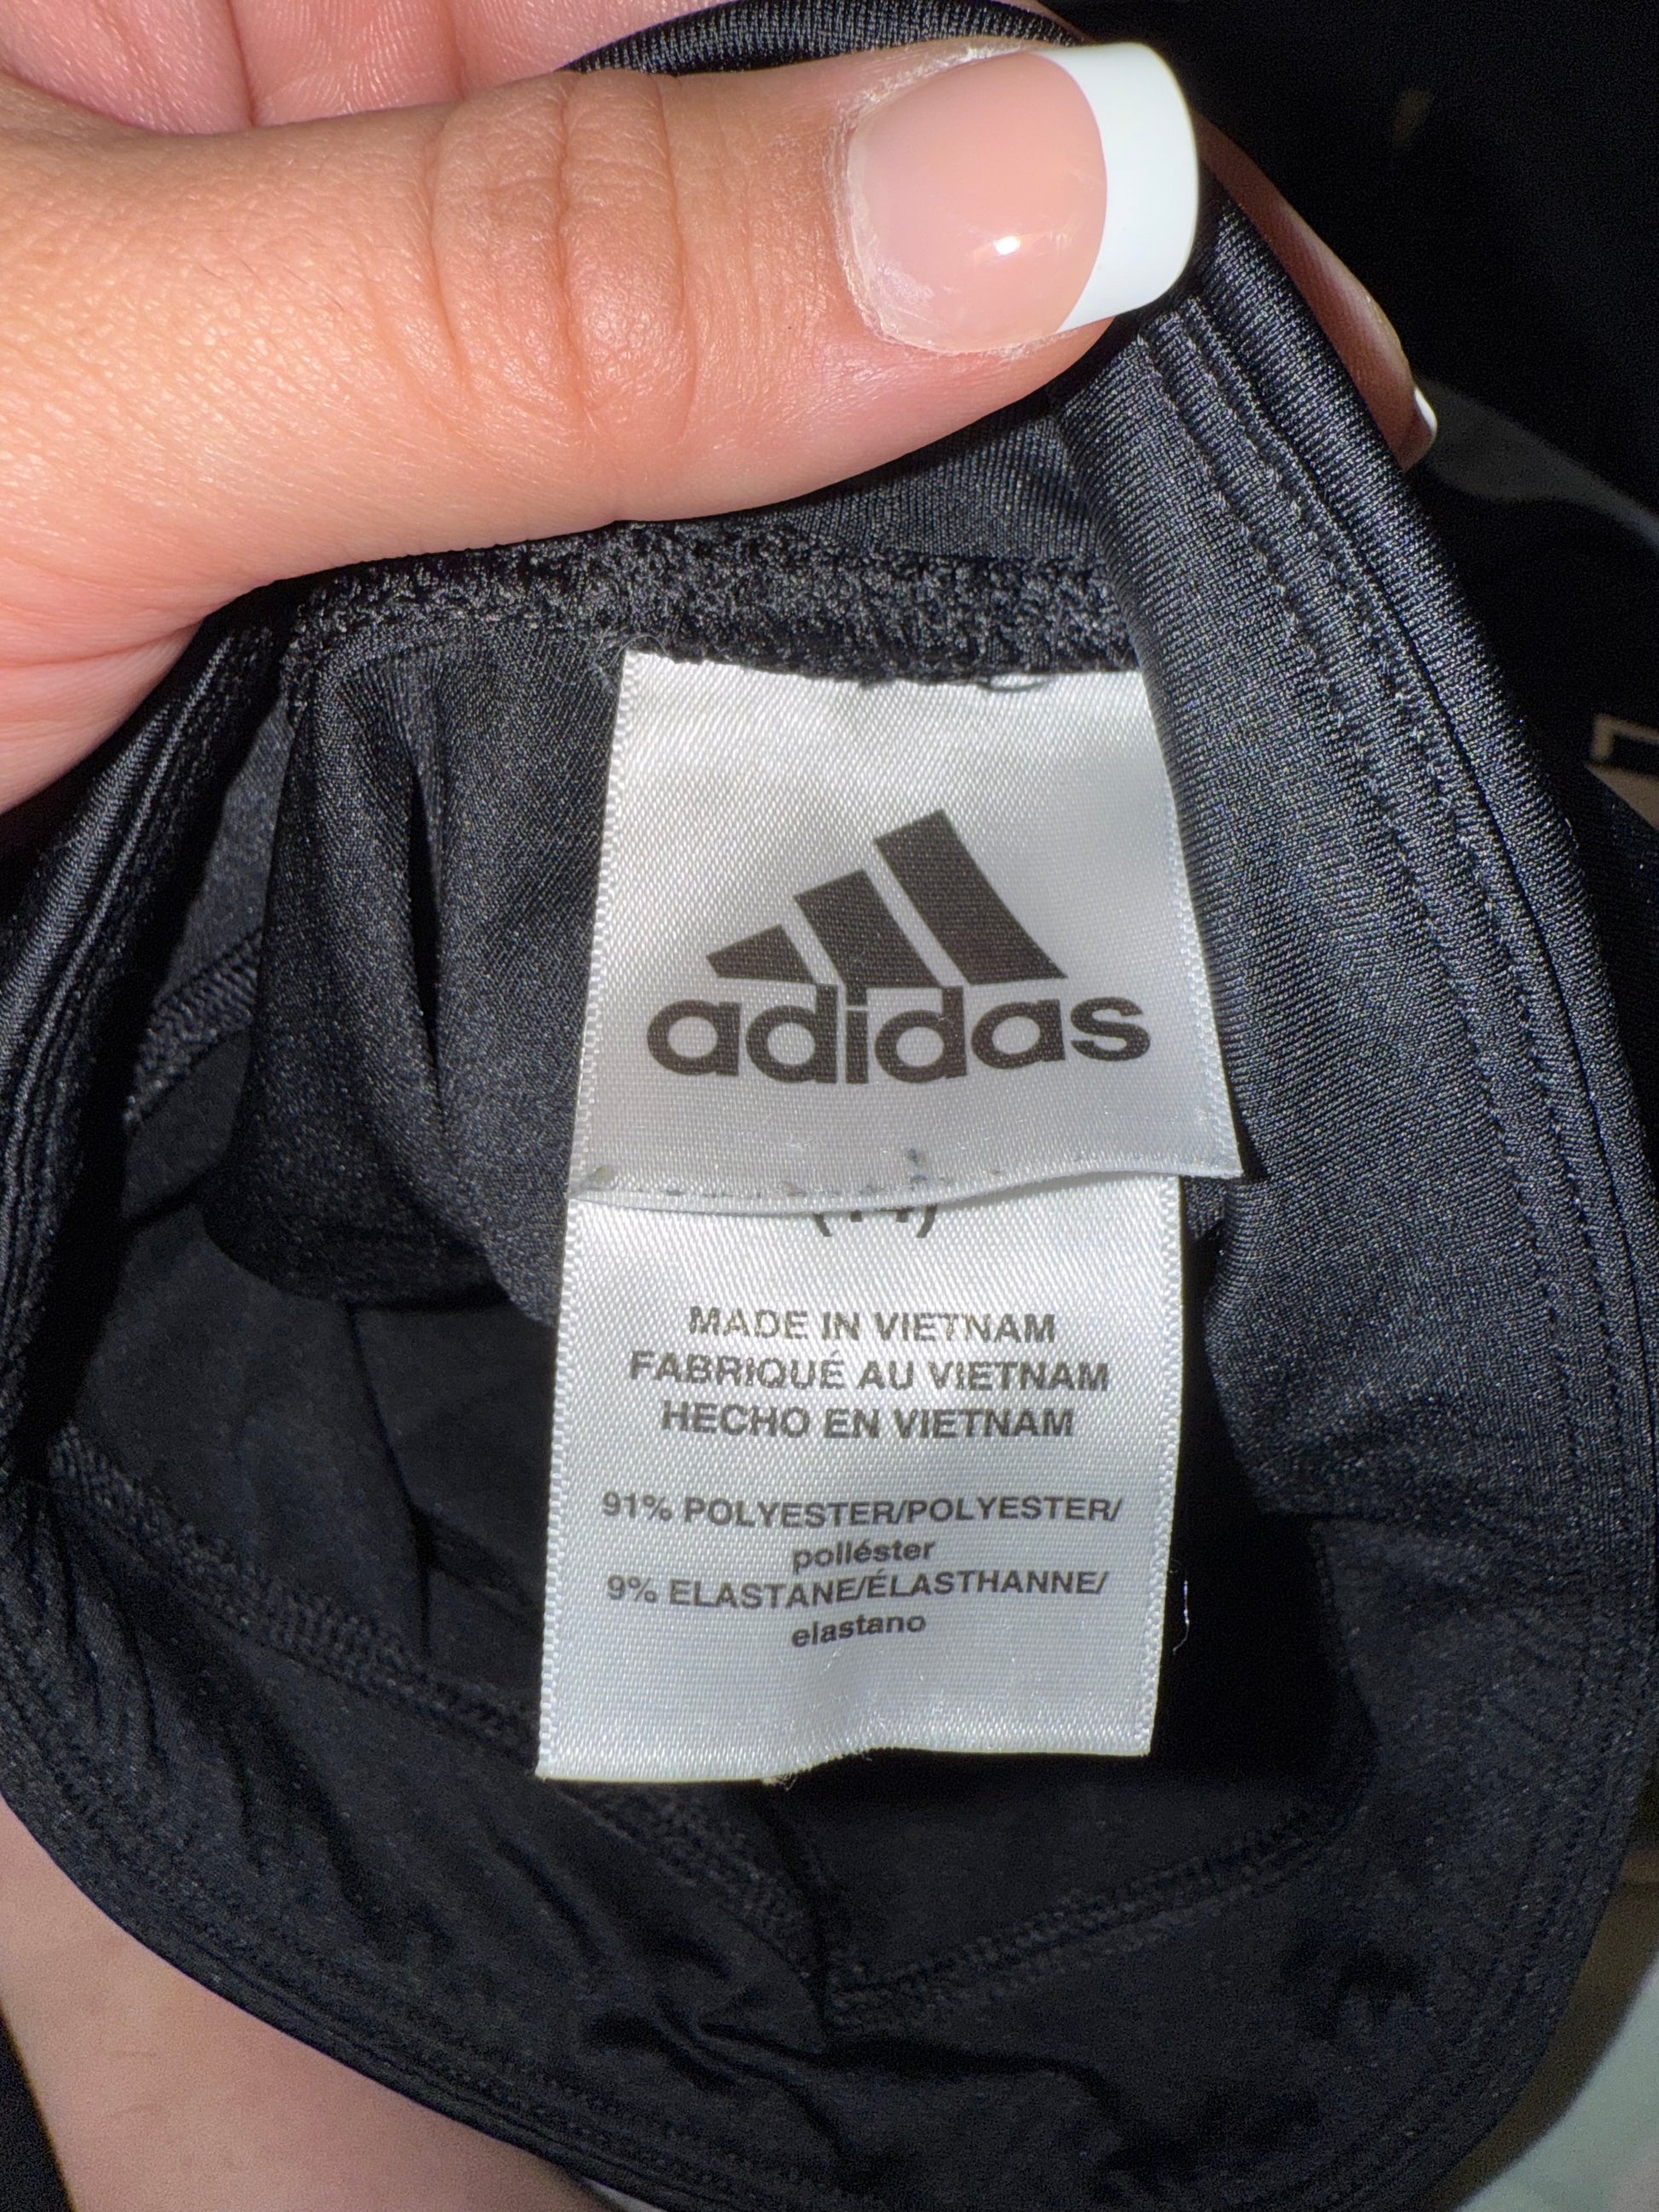 adidas
MADE IN VIETNAM
FABRIQUÉ AU VIETNAM
HECHO EN VIETNAM
91% POLYESTER/POLYESTER/
poliéster
9% ELASTANE/ÉLASTHANNE/
elastano